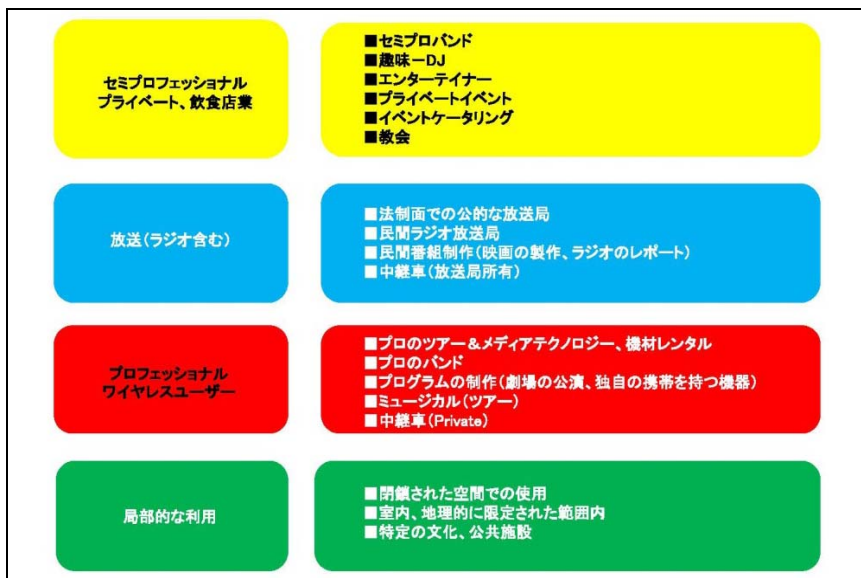 セミプロフェッショナル
プライベート、飲食店業
■セミプロバンド
■趣味－DJ
■エンターテイナー
■プライベートイベント
■イベントケータリング
■教会
放送(ラジオ含む)
■法制面での公的な放送局
■民間ラジオ放送局
■民間番組制作(映画の製作、ラジオのレポート)
■中継車(放送局所有)
プロフェッショナル
ワイヤレスユーザー
■プロのツアー＆メディアテクノロジー、機材レンタル
■プロのバンド
■プログラムの制作(劇場の公演、独自の携帯を持つ機器)
■ミュージカル(ツアー)
■中継車(Private)
局部的な利用
■閉鎖された空間での使用
■室内、地理的に限定された範囲内
■特定の文化、公共施設